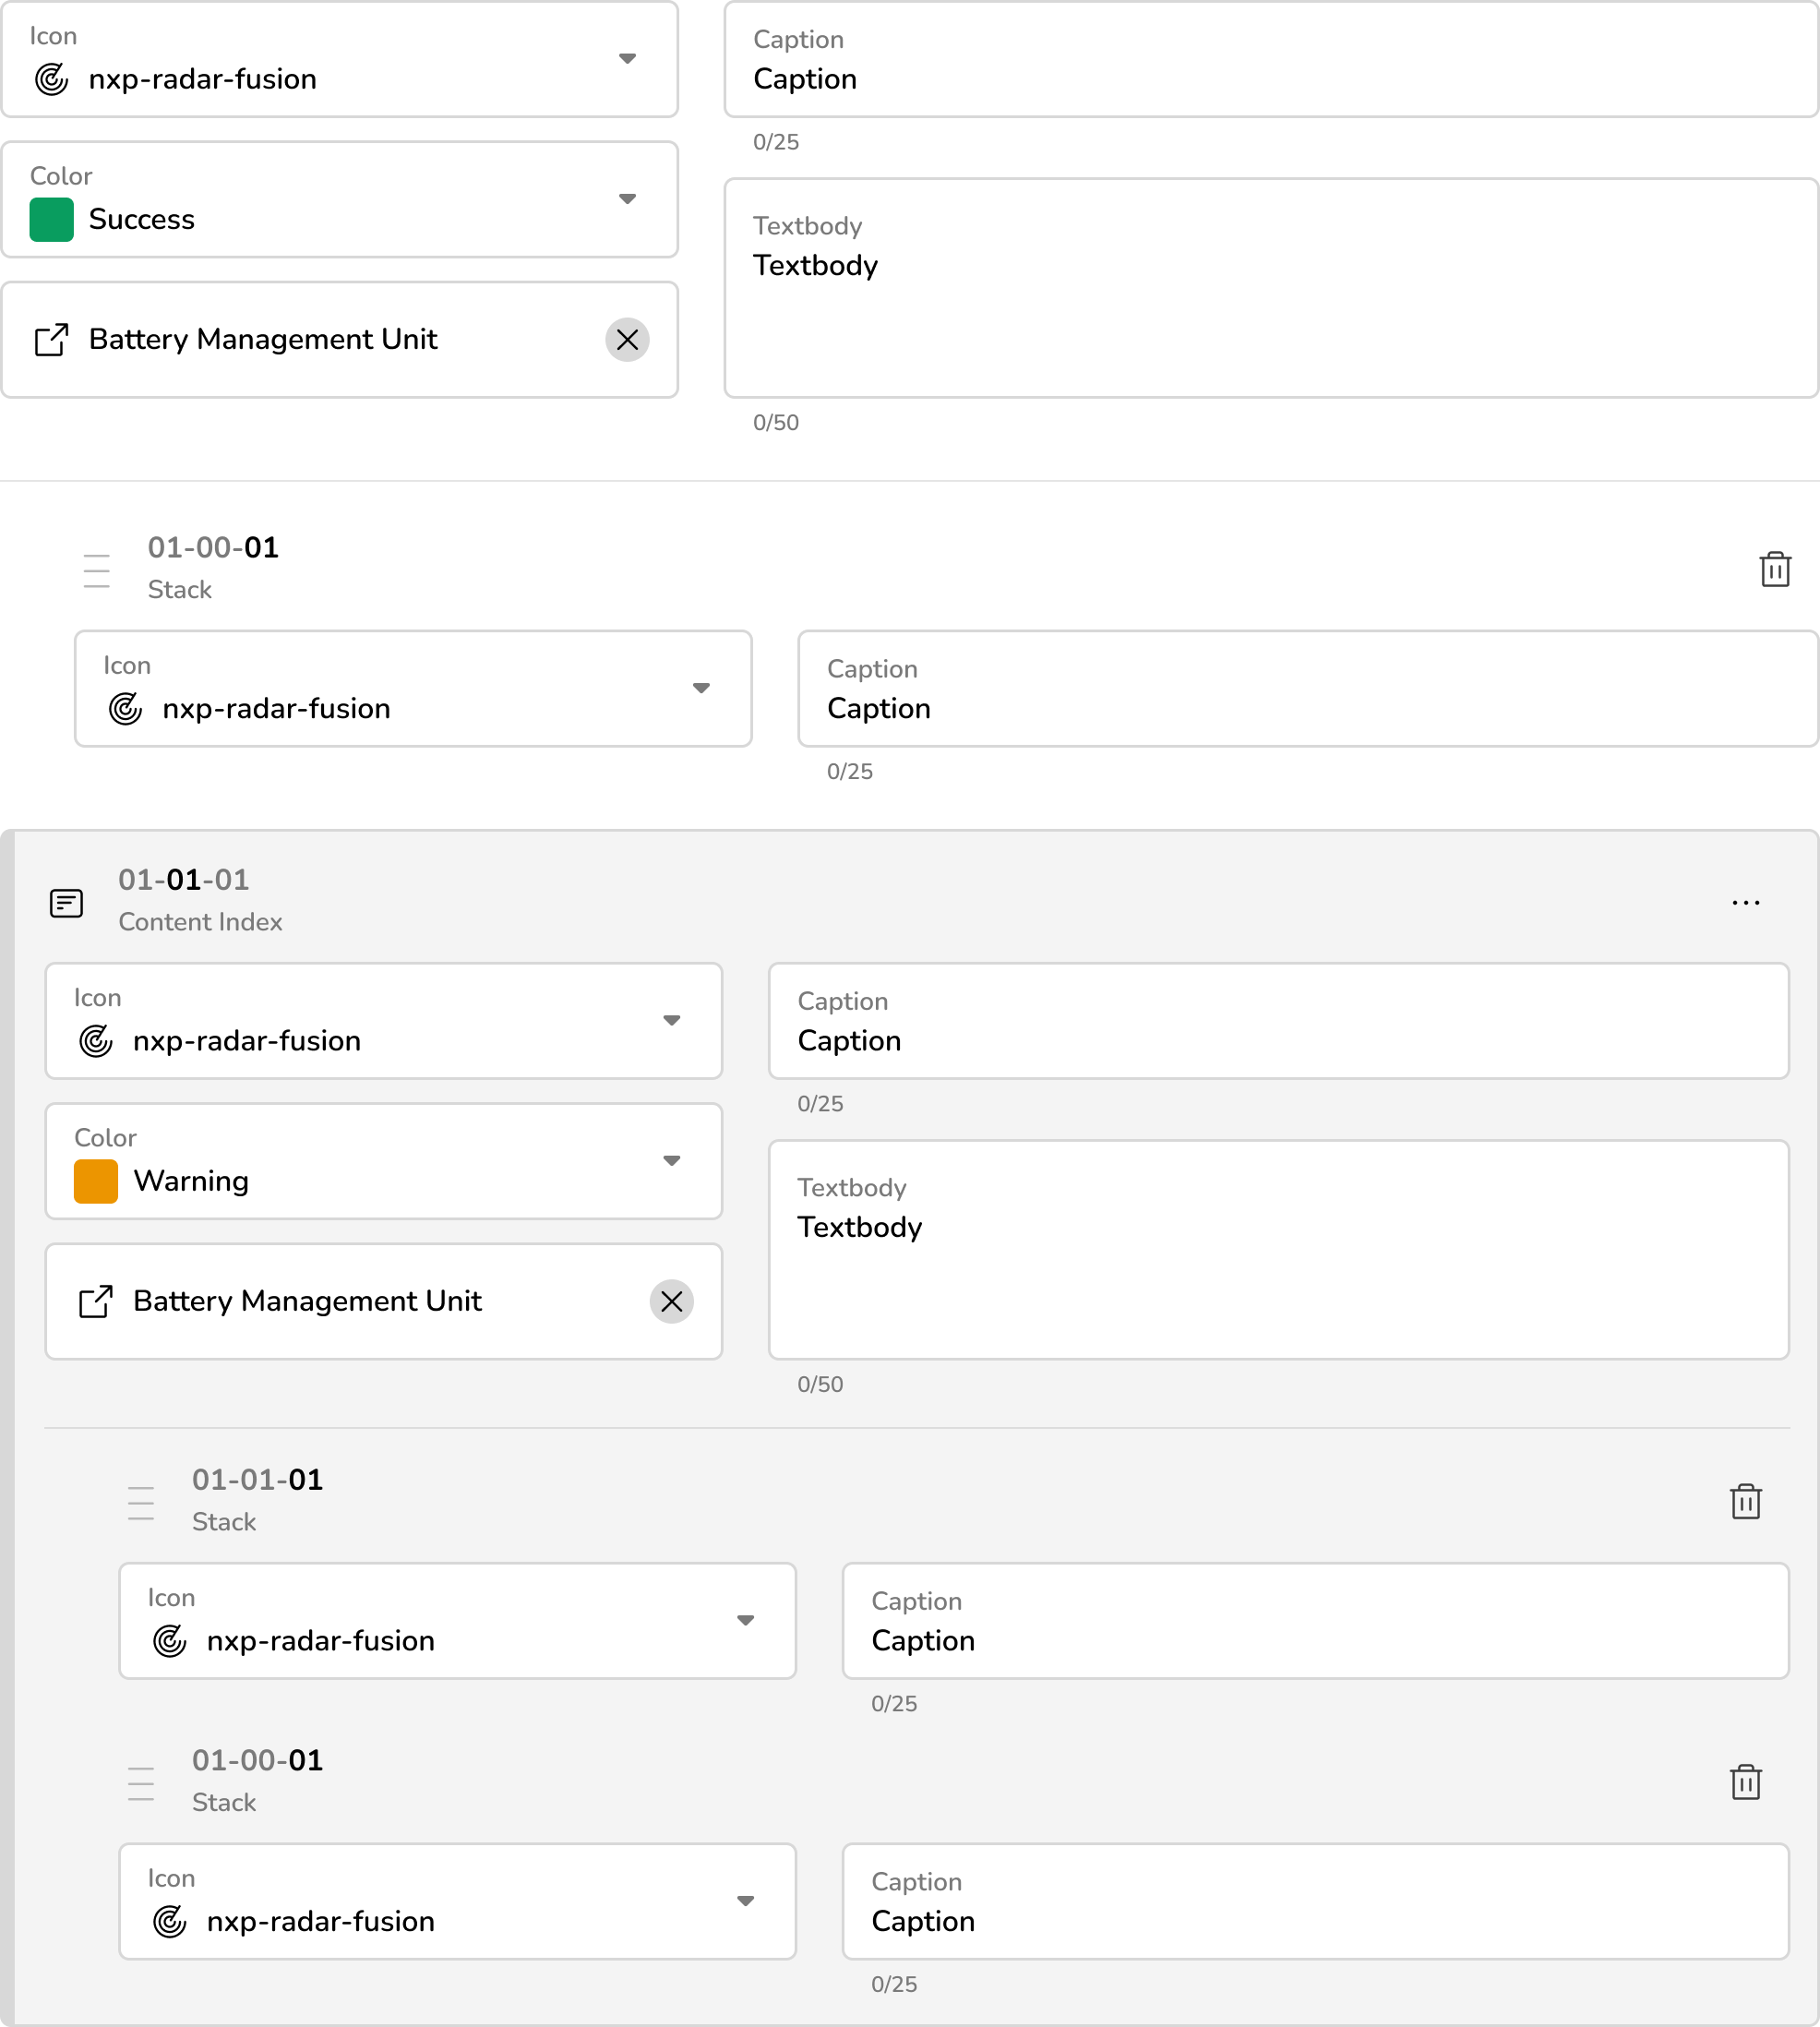 Icon
nxp-radar-fusion
Caption
Caption
0/25
Color
Success
Textbody
Textbody
Battery Management Unit
0/50
01-00-01
Stack
Icon
nxp-radar-fusion
Caption
Caption
0/25
01-01-01
Content Index
Icon
nxp-radar-fusion
Caption
Caption
0/25
Color
Warning
Textbody
Textbody
Battery Management Unit
0/50
01-01-01
Stack
Icon
nxp-radar-fusion
Caption
Caption
0/25
01-00-01
Stack
Icon
nxp-radar-fusion
Caption
Caption
0/25